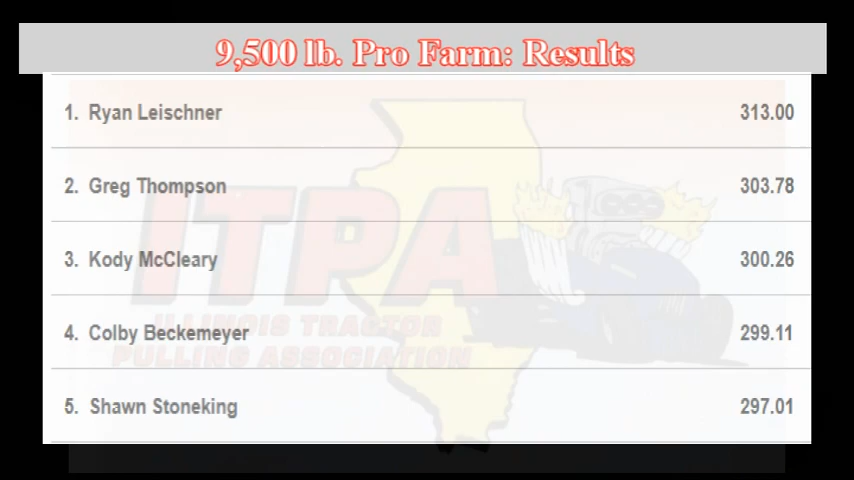 9,500 lb. Pro Farm: Results
1. Ryan Leischner 313.00
2. Greg Thompson 303.78
3. Kody McCleary 300.26
4. Colby Beckemeyer 299.11
5. Shawn Stoneking 297.01
ITPA
ILLINOIS TRACTOR
PULLING ASSOCIATION